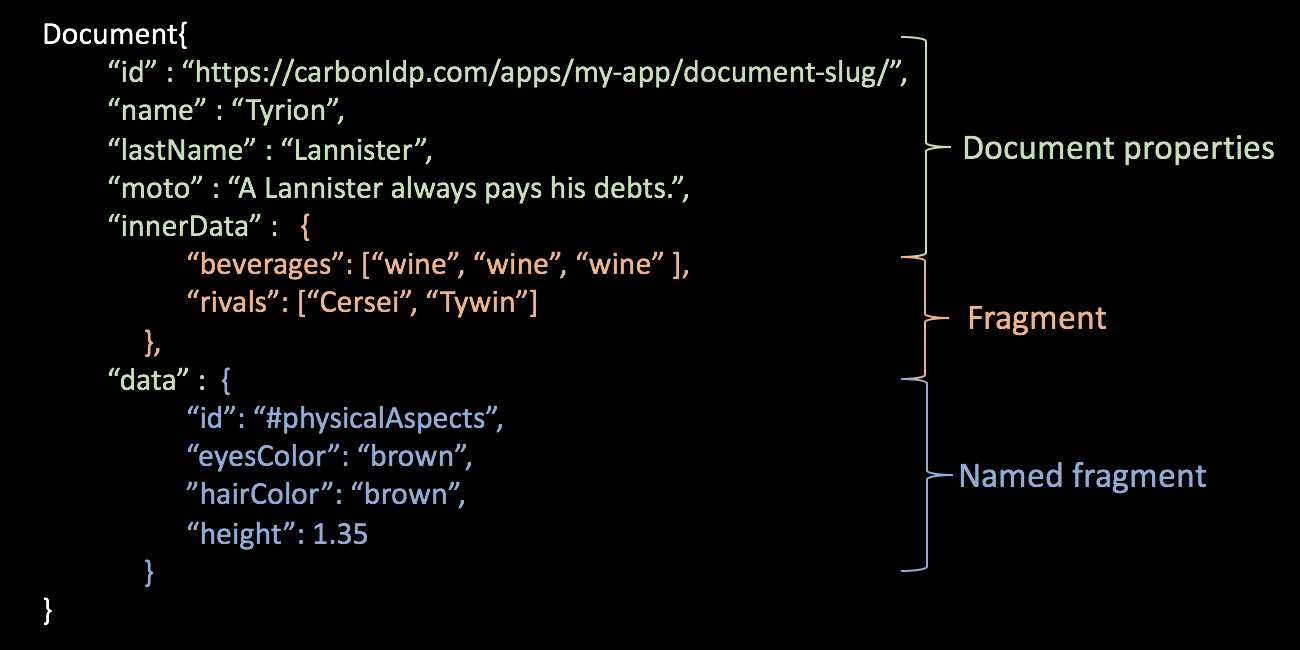 Document{
“id” : “https://carbonldp.com/apps/my-app/document-slug/”,
“name” : “Tyrion”,
“lastName” : “Lannister”,
“moto” : “A Lannister always pays his debts.”,
“innerData” : {
“beverages”: [“wine”, “wine”, “wine” ],
“rivals”: [“Cersei”, “Tywin”]
},
“data” : {
“id”: “#physicalAspects”,
“eyesColor”: “brown”,
”hairColor”: “brown”,
“height”: 1.35
}
}
Document properties
Fragment
Named fragment